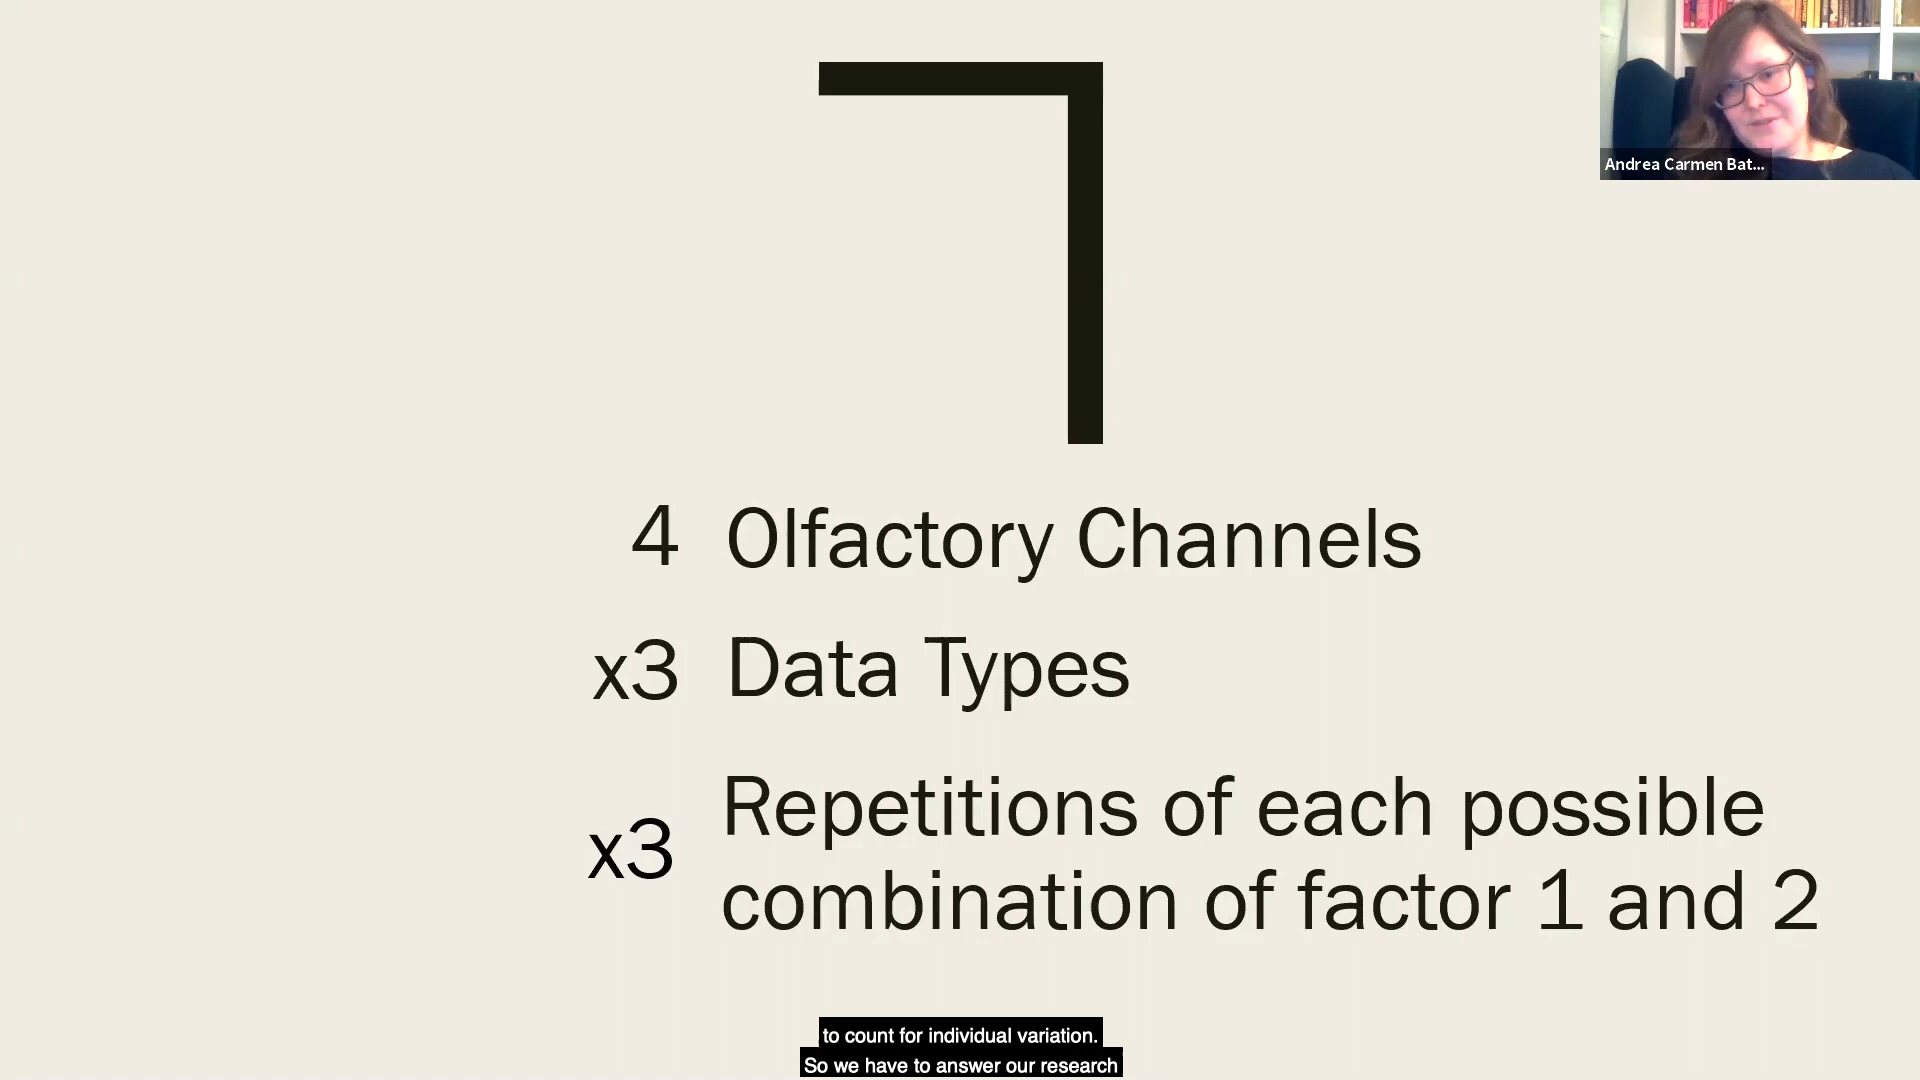 Andrea Carmen Bat...
4 Olfactory Channels
x3 Data Types
x3 Repetitions of each possible
combination of factor 1 and 2
to count for individual variation.
So we have to answer our research